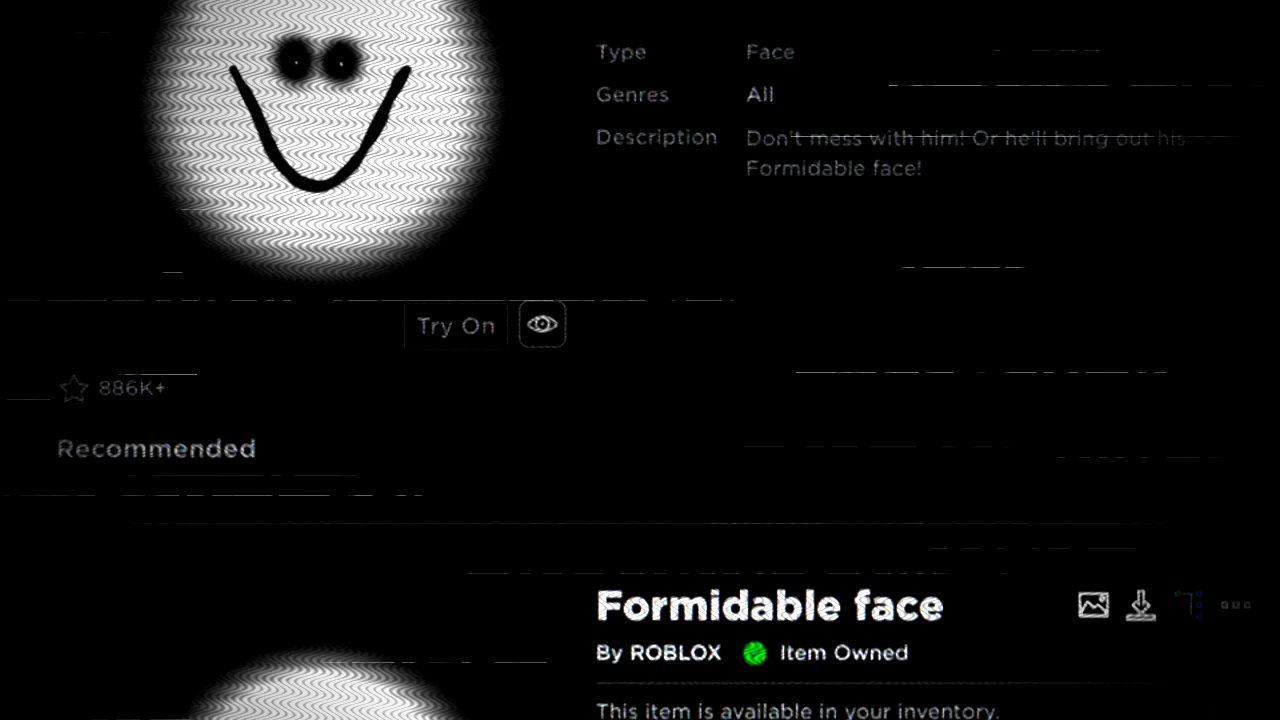 Type Face
Genres All
Description Don't mess with him! Or he'll bring out his
Formidable face!
Try On
886K+
Recommended
Formidable face
By ROBLOX Item Owned
This item is available in your inventory.